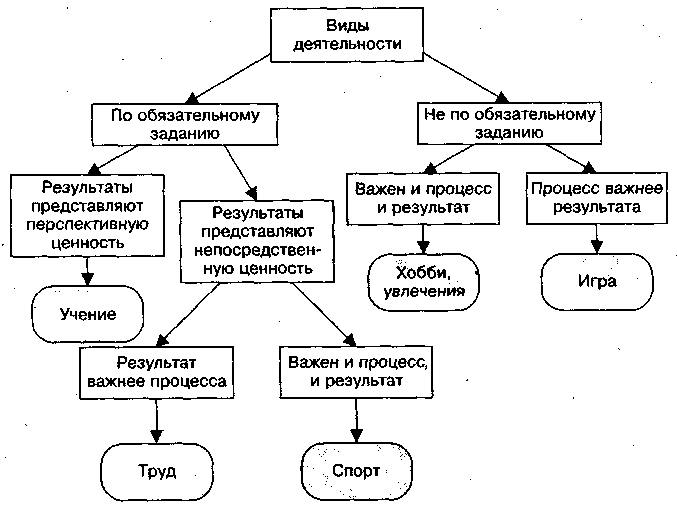 Виды
деятельности
По обязательному
заданию
Не по обязательному
заданию
Результаты
представляют
перспективную
ценность
Результаты
представляют
непосредствен-
ную ценность
Важен и процесс
и результат
Процесс важнее
результата
Учение
Хобби,
увлечения
Игра
Результат
важнее процесса
Важен и процесс,
и результат
Труд
Спорт